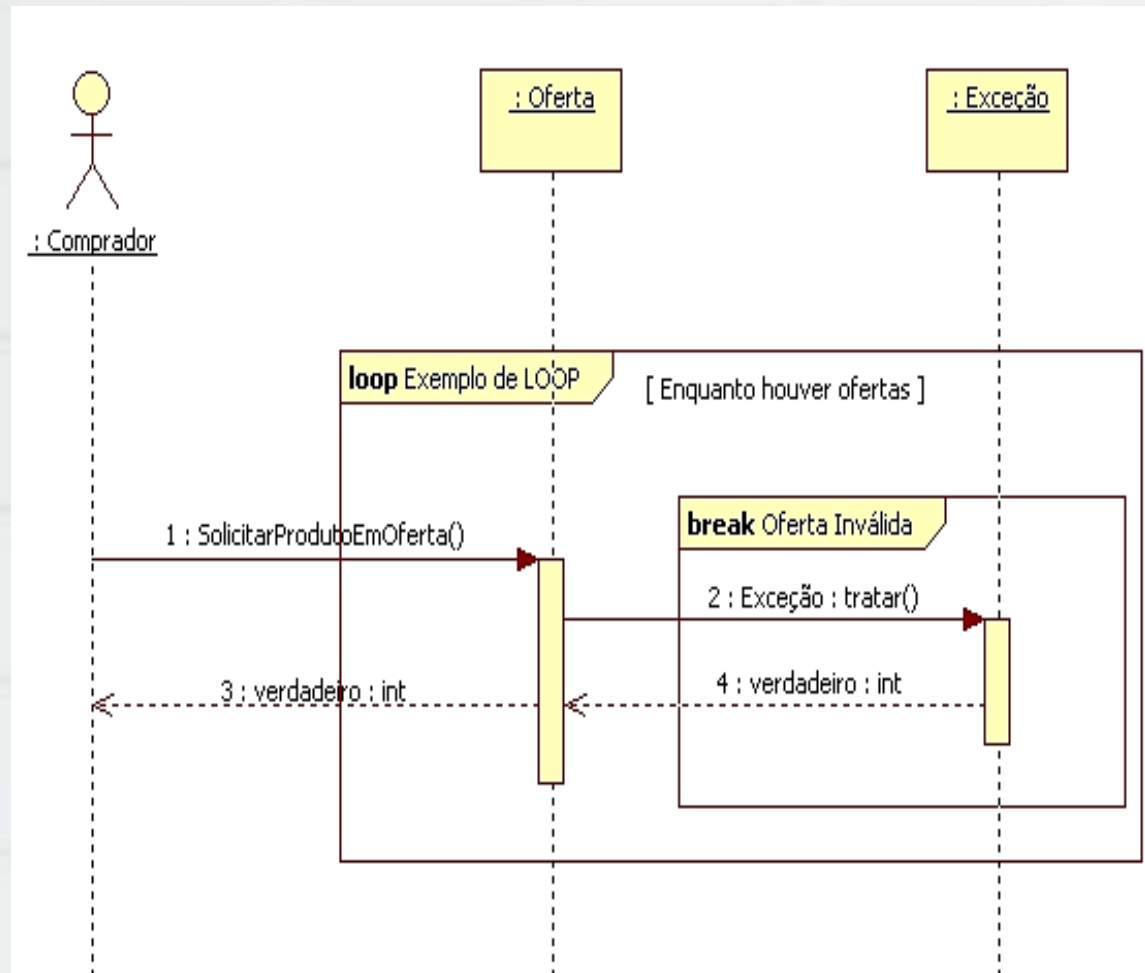 : Oferta
: Exceção
: Comprador
loop Exemplo de LOOP
[ Enquanto houver ofertas ]
break Oferta Inválida
1 : SolicitarProdutoEmOferta()
2 : Exceção : tratar()
3 : verdadeiro : int
4 : verdadeiro : int